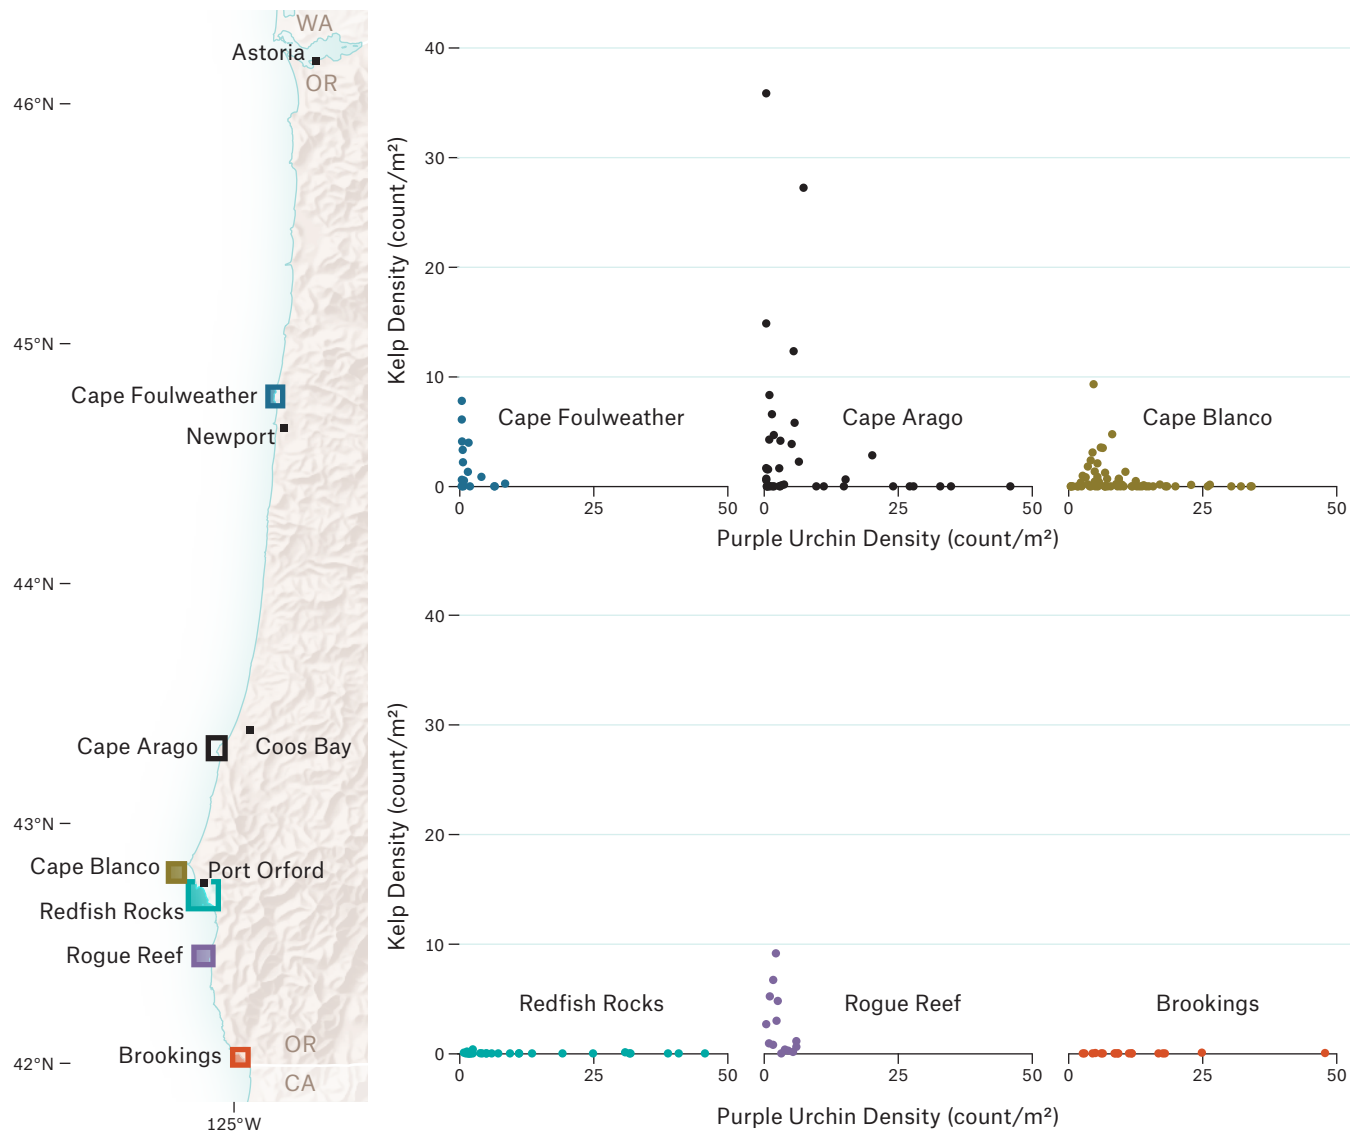 WA
Astoria
OR
46°N
45°N
Cape Foulweather
Newport
44°N
Cape Arago
Coos Bay
43°N
Cape Blanco
Port Orford
Redfish Rocks
Rogue Reef
Brookings
OR
42°N
CA
125°W
Kelp Density (count/m²)
40
30
20
10
0
Cape Foulweather
Cape Arago
Cape Blanco
0 25 50
0 25 50
0 25 50
Purple Urchin Density (count/m²)
Kelp Density (count/m²)
40
30
20
10
0
Redfish Rocks
Rogue Reef
Brookings
0 25 50
0 25 50
0 25 50
Purple Urchin Density (count/m²)